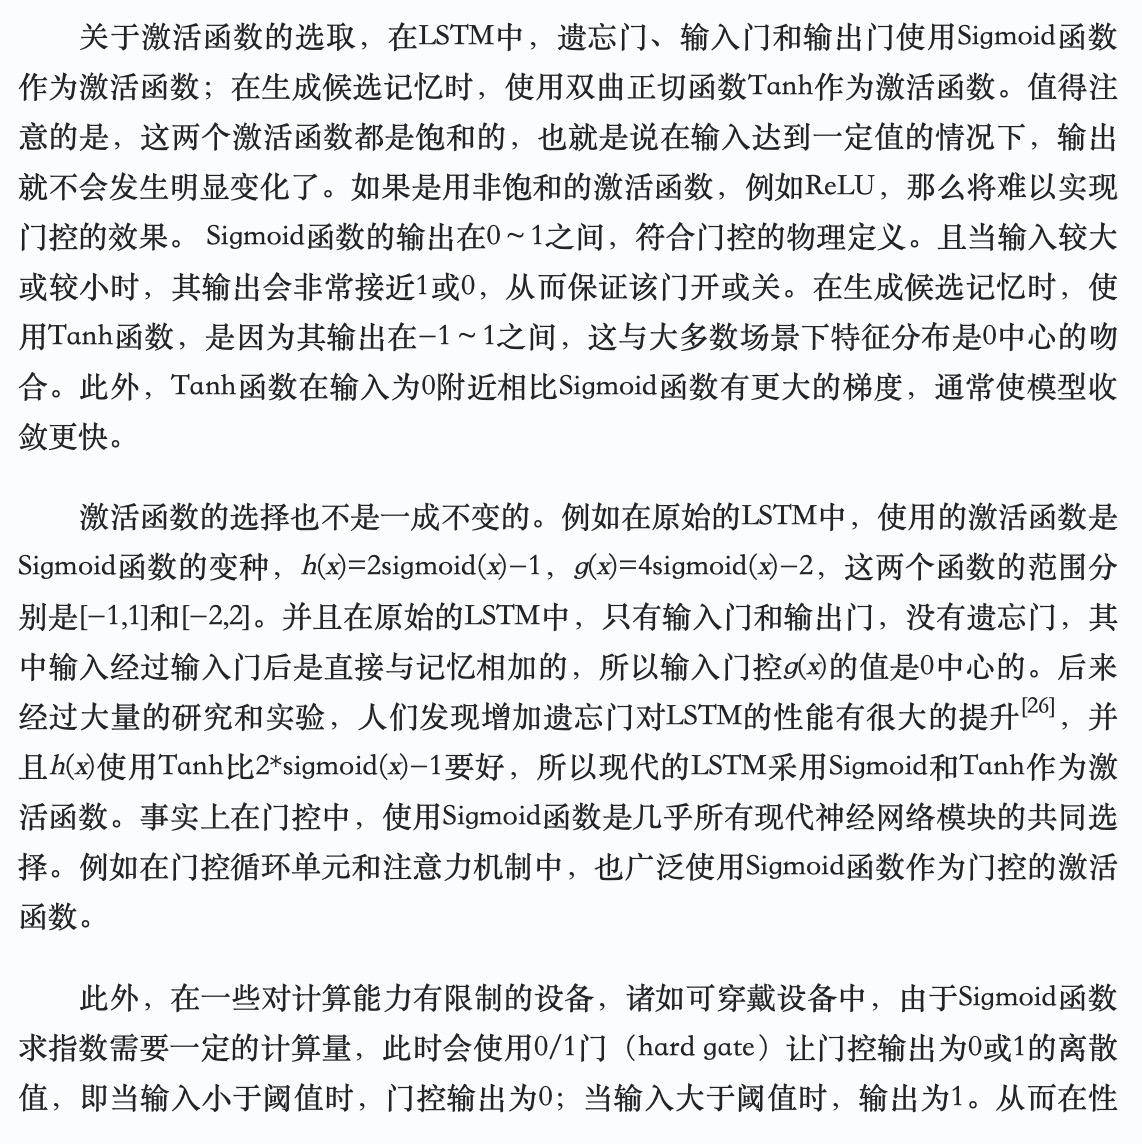 关于激活函数的选取，在LSTM中，遗忘门、输入门和输出门使用Sigmoid函数
作为激活函数；在生成候选记忆时，使用双曲正切函数Tanh作为激活函数。值得注
意的是，这两个激活函数都是饱和的，也就是说在输入达到一定值的情况下，输出
就不会发生明显变化了。如果是用非饱和的激活函数，例如ReLU，那么将难以实现
门控的效果。 Sigmoid函数的输出在0～1之间，符合门控的物理定义。且当输入较大
或较小时，其输出会非常接近1或0，从而保证该门开或关。在生成候选记忆时，使
用Tanh函数，是因为其输出在−1～1之间，这与大多数场景下特征分布是0中心的吻
合。此外，Tanh函数在输入为0附近相比Sigmoid函数有更大的梯度，通常使模型收
敛更快。
激活函数的选择也不是一成不变的。例如在原始的LSTM中，使用的激活函数是
Sigmoid函数的变种，h(x)=2sigmoid(x)−1，g(x)=4sigmoid(x)−2，这两个函数的范围分
别是[−1,1]和[−2,2]。并且在原始的LSTM中，只有输入门和输出门，没有遗忘门，其
中输入经过输入门后是直接与记忆相加的，所以输入门控g(x)的值是0中心的。后来
经过大量的研究和实验，人们发现增加遗忘门对LSTM的性能有很大的提升[26]，并
且h(x)使用Tanh比2*sigmoid(x)−1要好，所以现代的LSTM采用Sigmoid和Tanh作为激
活函数。事实上在门控中，使用Sigmoid函数是几乎所有现代神经网络模块的共同选
择。例如在门控循环单元和注意力机制中，也广泛使用Sigmoid函数作为门控的激活
函数。
此外，在一些对计算能力有限制的设备，诸如可穿戴设备中，由于Sigmoid函数
求指数需要一定的计算量，此时会使用0/1门（hard gate）让门控输出为0或1的离散
值，即当输入小于阈值时，门控输出为0；当输入大于阈值时，输出为1。从而在性